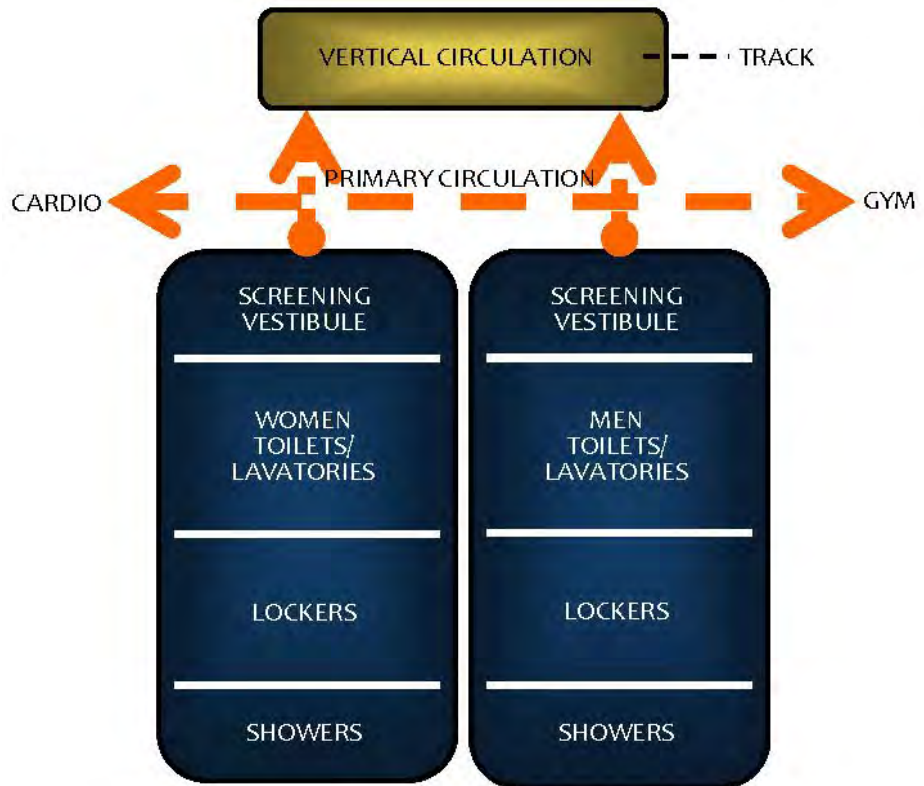 VERTICAL CIRCULATION
TRACK
PRIMARY CIRCULATION
CARDIO
GYM
SCREENING
VESTIBULE
WOMEN
TOILETS/
LAVATORIES
LOCKERS
SHOWERS
SCREENING
VESTIBULE
MEN
TOILETS/
LAVATORIES
LOCKERS
SHOWERS